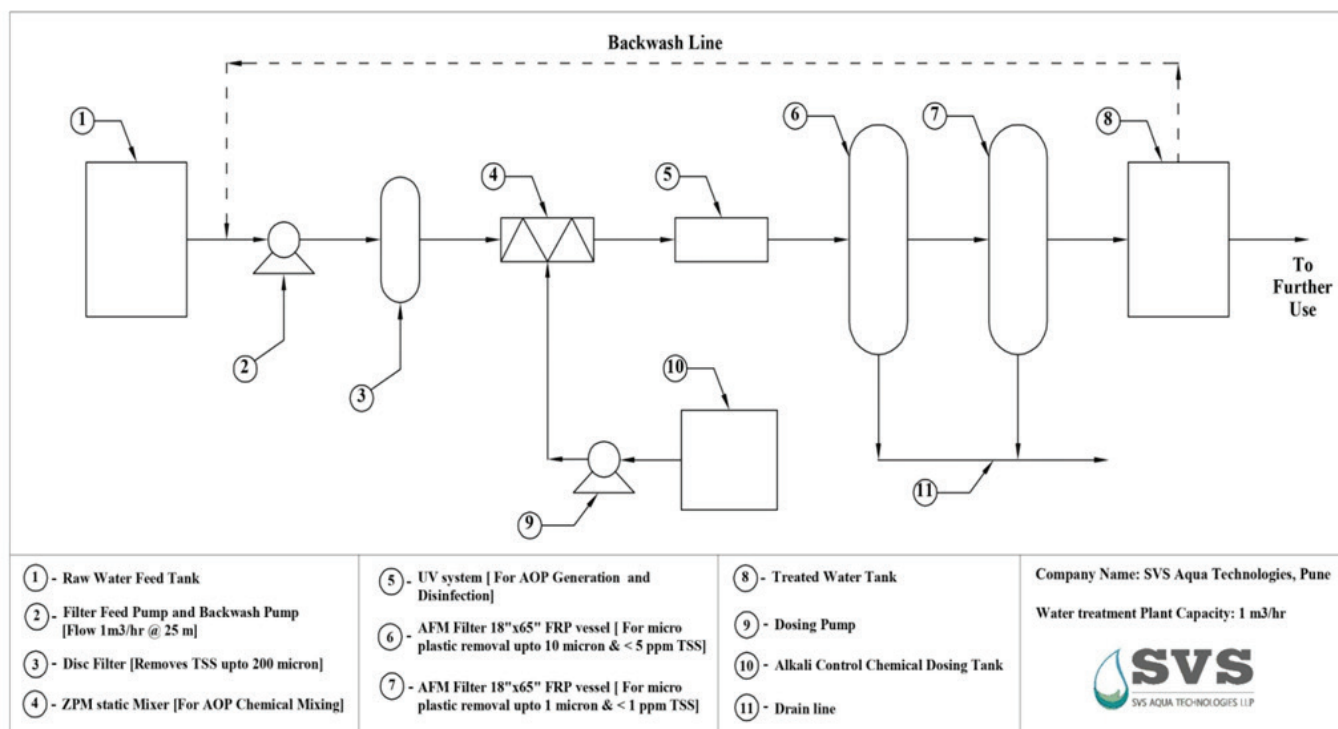 Backwash Line
1
2
3
4
5
6
7
8
To
Further
Use
9
10
11
1 - Raw Water Feed Tank
2 - Filter Feed Pump and Backwash Pump
[Flow 1m3/hr @ 25 m]
3 - Disc Filter [Removes TSS upto 200 micron]
4 - ZPM static Mixer [For AOP Chemical Mixing]
5 - UV system [ For AOP Generation and
Disinfection]
6 - AFM Filter 18"x65" FRP vessel [ For micro
plastic removal upto 10 micron & < 5 ppm TSS]
7 - AFM Filter 18"x65" FRP vessel [ For micro
plastic removal upto 1 micron & < 1 ppm TSS]
8 - Treated Water Tank
9 - Dosing Pump
10 - Alkali Control Chemical Dosing Tank
11 - Drain line
Company Name: SVS Aqua Technologies, Pune
Water treatment Plant Capacity: 1 m3/hr
SVS
SVS AQUA TECHNOLOGIES LLP